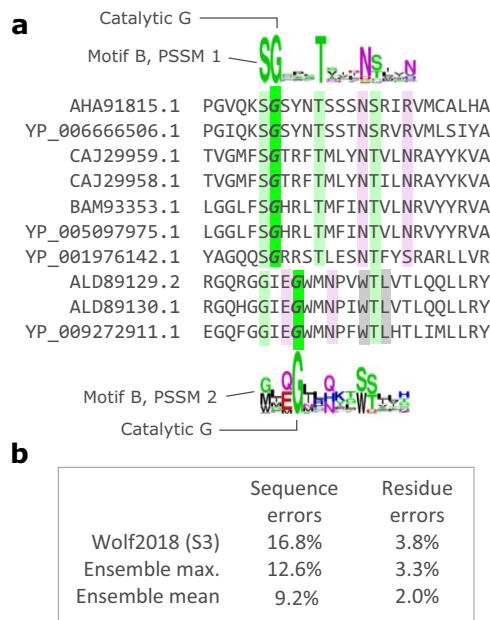 a
Catalytic G
Motif B, PSSM 1
SG T N S N
AHA91815.1 PGVQKSGSYNTSSSNSRIRVMCALHA
YP_006666506.1 PGIQKSGSYNTSSTNSRVRVMLSIYA
CAJ29959.1 TVGMFSGTRFTMLYNTVLNRAYYKVA
CAJ29958.1 TVGMFSGTRFTMLYNTILNRAYYKVA
BAM93353.1 LGGLFSGHRLTMFINTVLNRVYYRVA
YP_005097975.1 LGGLFSGHRLTMFINTVLNRVYYRVA
YP_001976142.1 YAGQQSGRRSTLESNTFYSRARLLVR
ALD89129.2 RGQRGGIEGWMNPVWTLVTLQQLLRY
ALD89130.1 RGQHGGIEGWMNPIWTLVTLQQLLRY
YP_009272911.1 EGQFGGIEGWMNPFWTLHTLIMLLRY
Motif B, PSSM 2
Catalytic G
b
Sequence errors Residue errors
Wolf2018 (S3) 16.8% 3.8%
Ensemble max. 12.6% 3.3%
Ensemble mean 9.2% 2.0%